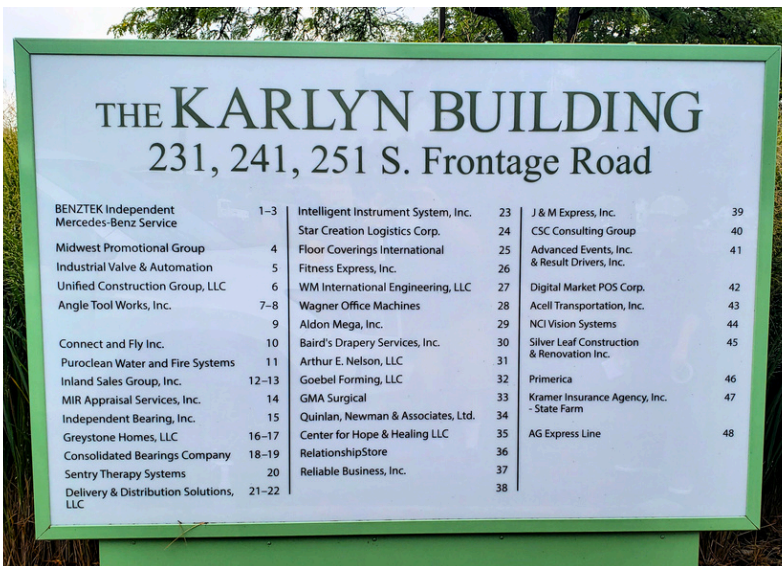 THE KARLYN BUILDING
231, 241, 251 S. Frontage Road
BENZTEK Independent 1–3
Mercedes-Benz Service
Midwest Promotional Group 4
Industrial Valve & Automation 5
Unified Construction Group, LLC 6
Angle Tool Works, Inc. 7–8
9
Connect and Fly Inc. 10
Puroclean Water and Fire Systems 11
Inland Sales Group, Inc. 12–13
MIR Appraisal Services, Inc. 14
Independent Bearing, Inc. 15
Greystone Homes, LLC 16–17
Consolidated Bearings Company 18–19
Sentry Therapy Systems 20
Delivery & Distribution Solutions, 21–22
LLC
Intelligent Instrument System, Inc. 23
Star Creation Logistics Corp. 24
Floor Coverings International 25
Fitness Express, Inc. 26
WM International Engineering, LLC 27
Wagner Office Machines 28
Aldon Mega, Inc. 29
Baird's Drapery Services, Inc. 30
Arthur E. Nelson, LLC 31
Goebel Forming, LLC 32
GMA Surgical 33
Quinlan, Newman & Associates, Ltd. 34
Center for Hope & Healing LLC 35
RelationshipStore 36
Reliable Business, Inc. 37
38
J & M Express, Inc. 39
CSC Consulting Group 40
Advanced Events, Inc. 41
& Result Drivers, Inc.
Digital Market POS Corp. 42
Acell Transportation, Inc. 43
NCI Vision Systems 44
Silver Leaf Construction 45
& Renovation Inc.
Primerica 46
Kramer Insurance Agency, Inc. 47
- State Farm
AG Express Line 48